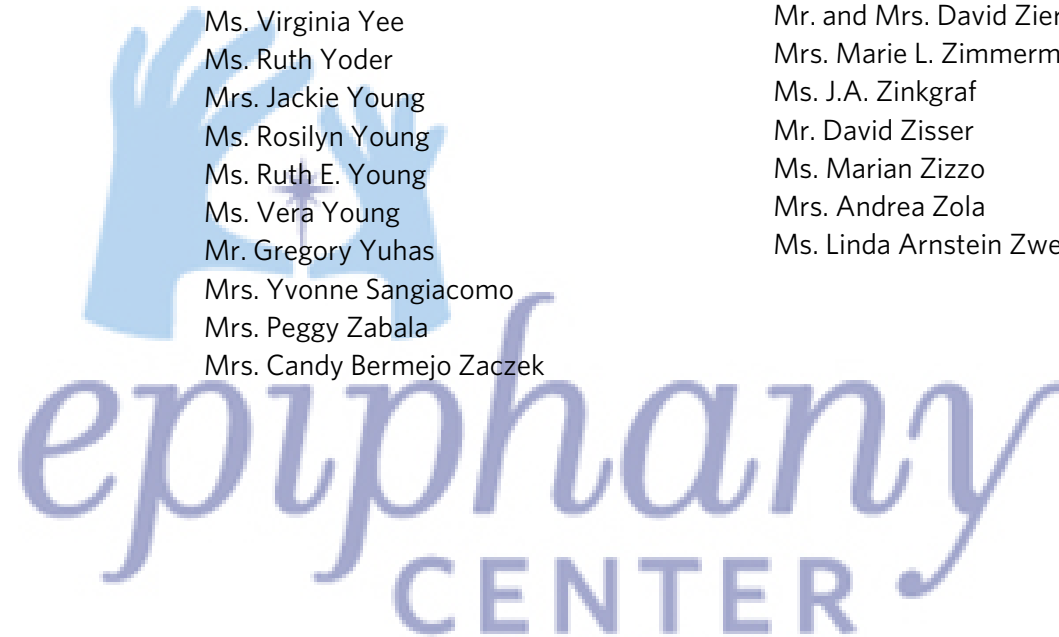 Ms. Virginia Yee
Ms. Ruth Yoder
Mrs. Jackie Young
Ms. Rosilyn Young
Ms. Ruth E. Young
Ms. Vera Young
Mr. Gregory Yuhas
Mrs. Yvonne Sangiacomo
Mrs. Peggy Zabala
Mrs. Candy Bermejo Zaczek
Mr. and Mrs. David
Mrs. Marie L.
Ms. J.A. Zinkgraf
Mr. David Zisser
Ms. Marian Zizzo
Mrs. Andrea Zola
Ms. Linda Arnstein
epiphany
CENTER